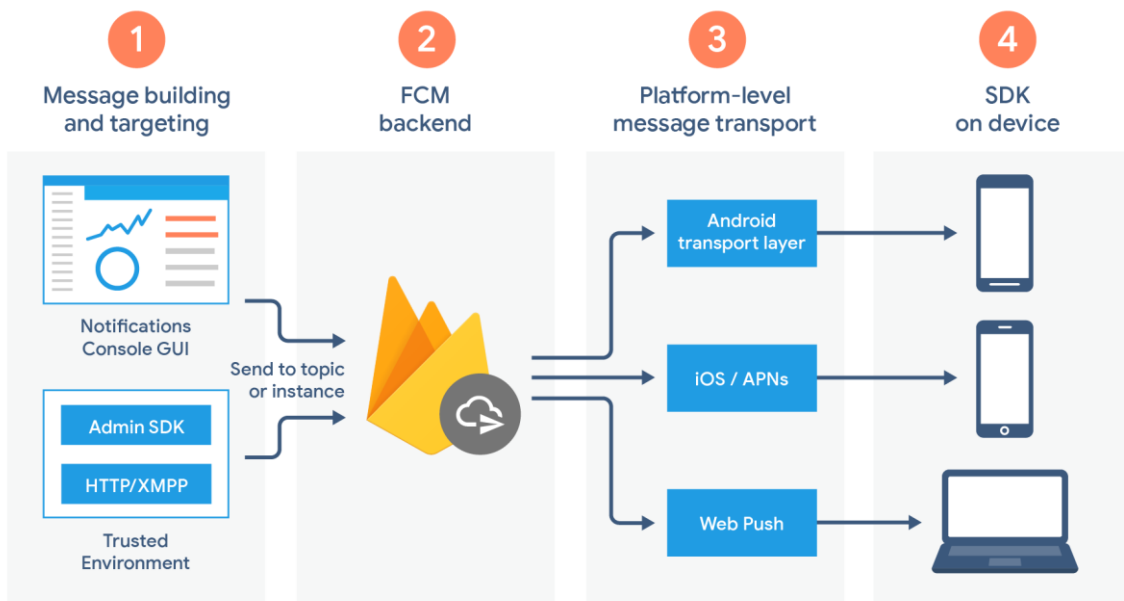 1
Message building
and targeting
2
FCM
backend
3
Platform-level
message transport
4
SDK
on device
Notifications
Console GUI
Send to topic
or instance
Admin SDK
HTTP/XMPP
Trusted
Environment
Android
transport layer
iOS / APNs
Web Push